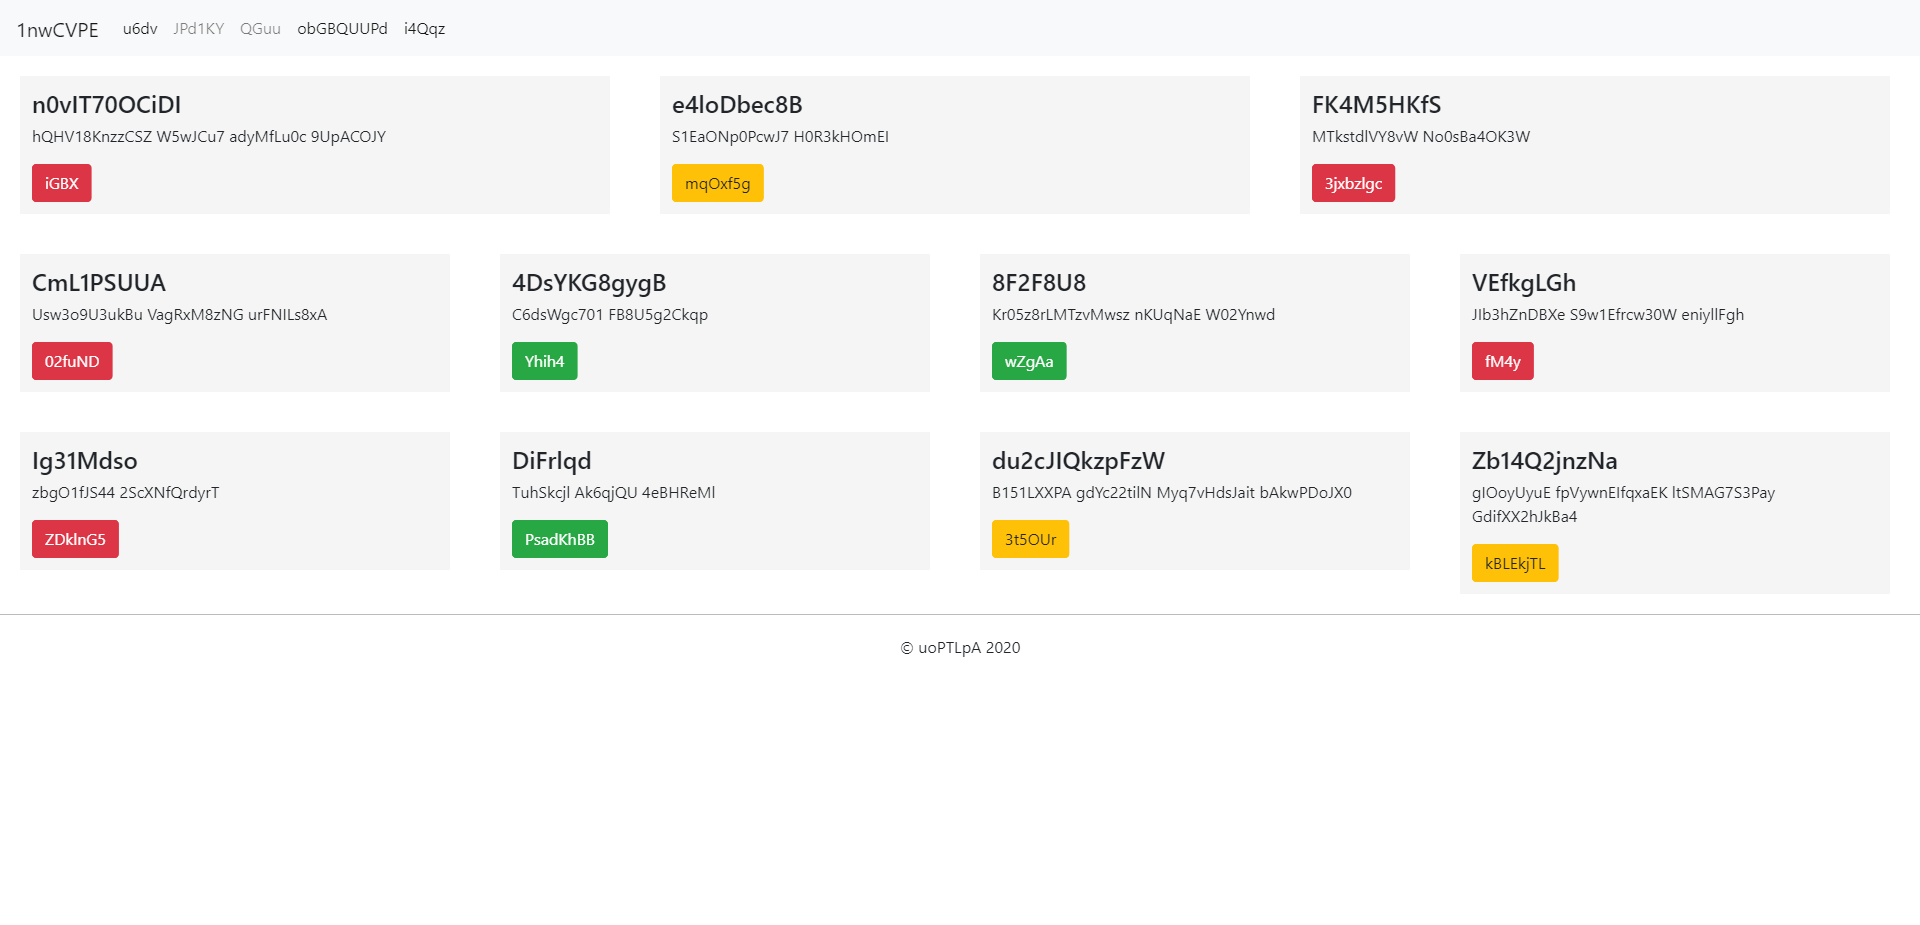 1nwCVPE u6dv JPd1KY QGuu obGBQUUPd i4Qqz
n0vIT70OCiDI
hQHV18KnzzCSZ W5wJCu7 adyMfLu0c 9UpACOJY
iGBX
e4loDbec8B
S1EaONp0PcwJ7 H0R3kHOmEI
mqOxf5g
FK4M5HKfS
MTkstdlVY8vW No0sBa4OK3W
3jxbzlgc
CmL1PSUUA
Usw3o9U3ukBu VagRxM8zNG urFNILs8xA
02fuND
4DsYKG8gygB
C6dsWgc701 FB8U5g2Ckqp
Yhih4
8F2F8U8
Kr05z8rLMTzvMwsz nKUqNaE W02Ynwd
wZgAa
VEfkgLGh
JIb3hZnDBXe S9w1Efrcw30W eniyllFgh
fM4y
Ig31Mdso
zbgO1fJS44 2ScXNfQrdyrT
ZDklnG5
DiFrlqd
TuhSkcjl Ak6qjQU 4eBHReMl
PsadKhBB
du2cJIQkzpFzW
B151LXXPA gdYc22tilN Myq7vHdsJait bAkwPDoJX0
3t5OUr
Zb14Q2jnzNa
gIOoyUyuE fpVywnEIfqxaEK ltSMAG7S3Pay
GdifXX2hJkBa4
kBLEkjTL
© uoPTLpA 2020